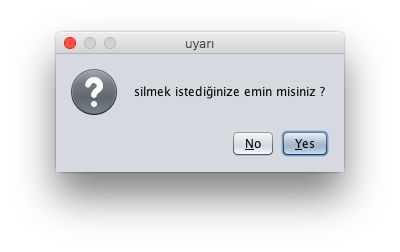 uyarı
silmek istediğinize emin misiniz ?
No
Yes